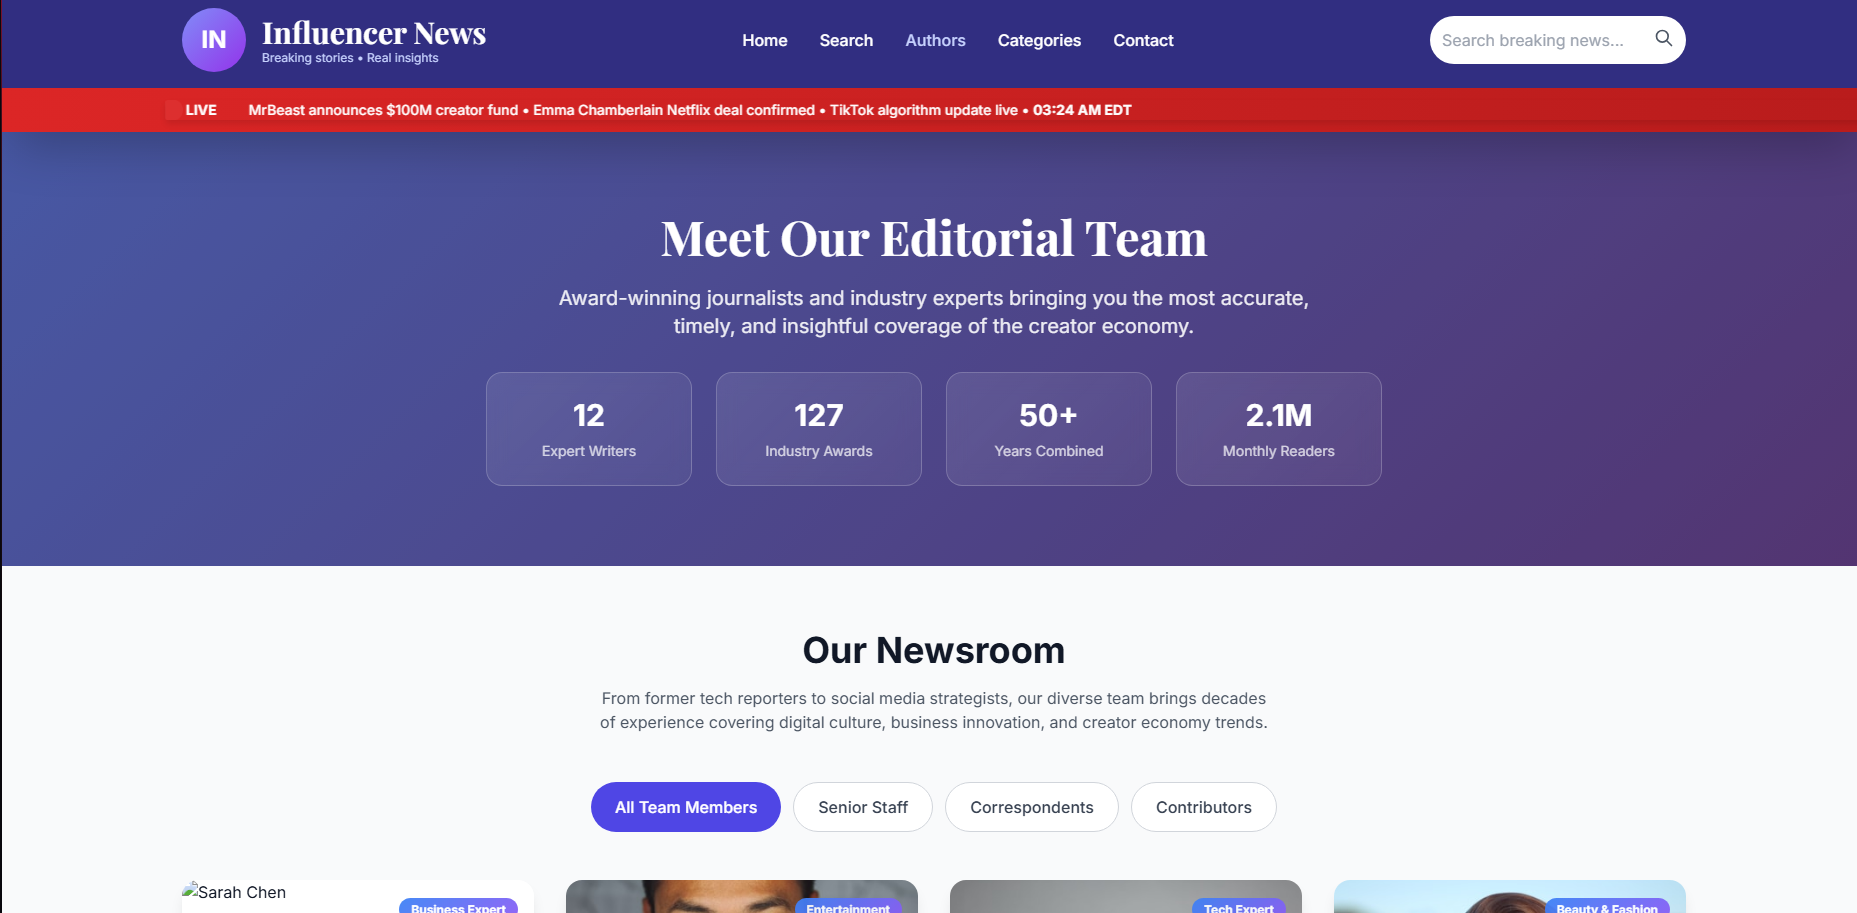 IN
Influencer News
Breaking stories • Real insights
Home
Search
Authors
Categories
Contact
Search breaking news...
LIVE
MrBeast announces $100M creator fund • Emma Chamberlain Netflix deal confirmed • TikTok algorithm update live • 03:24 AM EDT
Meet Our Editorial Team
Award-winning journalists and industry experts bringing you the most accurate,
timely, and insightful coverage of the creator economy.
12
Expert Writers
127
Industry Awards
50+
Years Combined
2.1M
Monthly Readers
Our Newsroom
From former tech reporters to social media strategists, our diverse team brings decades
of experience covering digital culture, business innovation, and creator economy trends.
All Team Members
Senior Staff
Correspondents
Contributors
Sarah Chen
Business Expert
Entertainment
Tech Expert
Beauty & Fashion